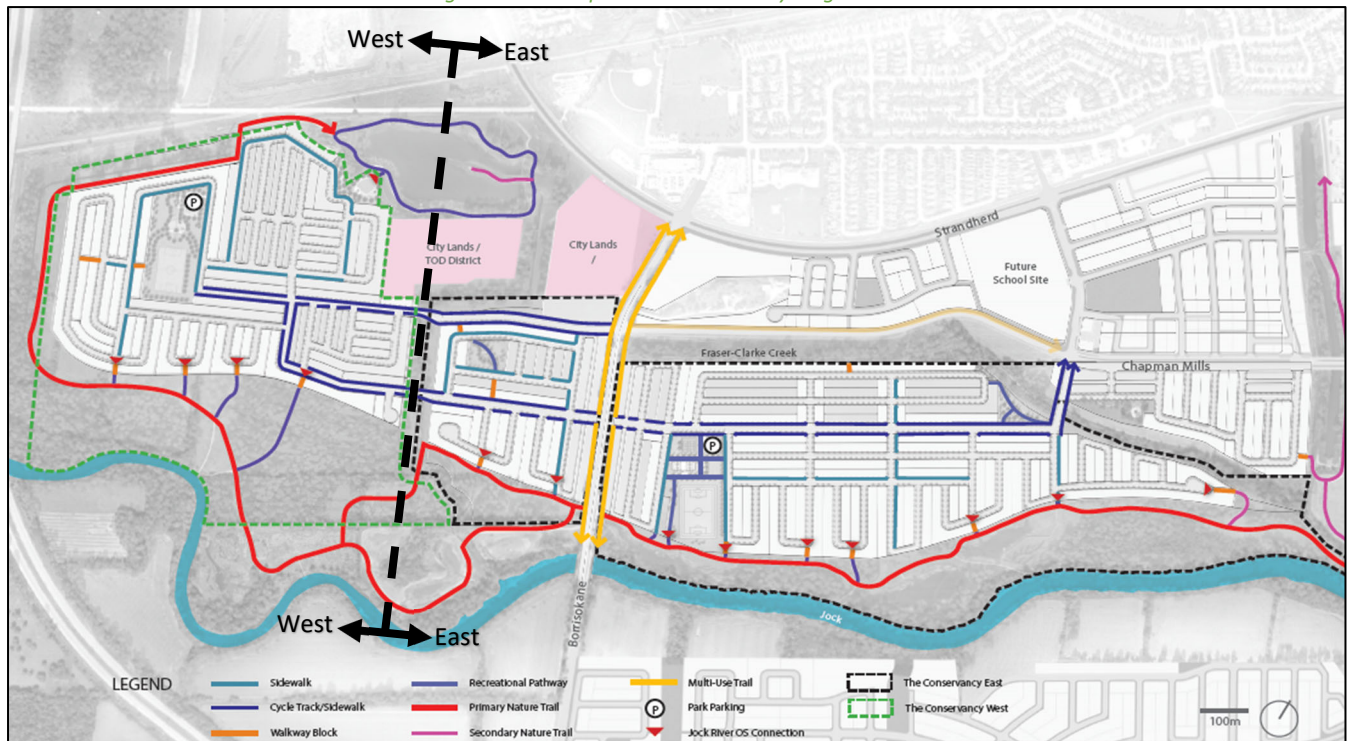 West
East
City Lands /
TOD District
City Lands
/
Strandherd
Future
School Site
Fraser-Clarke Creek
Chapman Mills
P
P
Borrisokane
Jock
West
East
LEGEND
Sidewalk
Recreational Pathway
Multi-Use Trail
The Conservancy East
Cycle Track/Sidewalk
Primary Nature Trail
P
Park Parking
The Conservancy West
Walkway Block
Secondary Nature Trail
Jock River OS Connection
100m